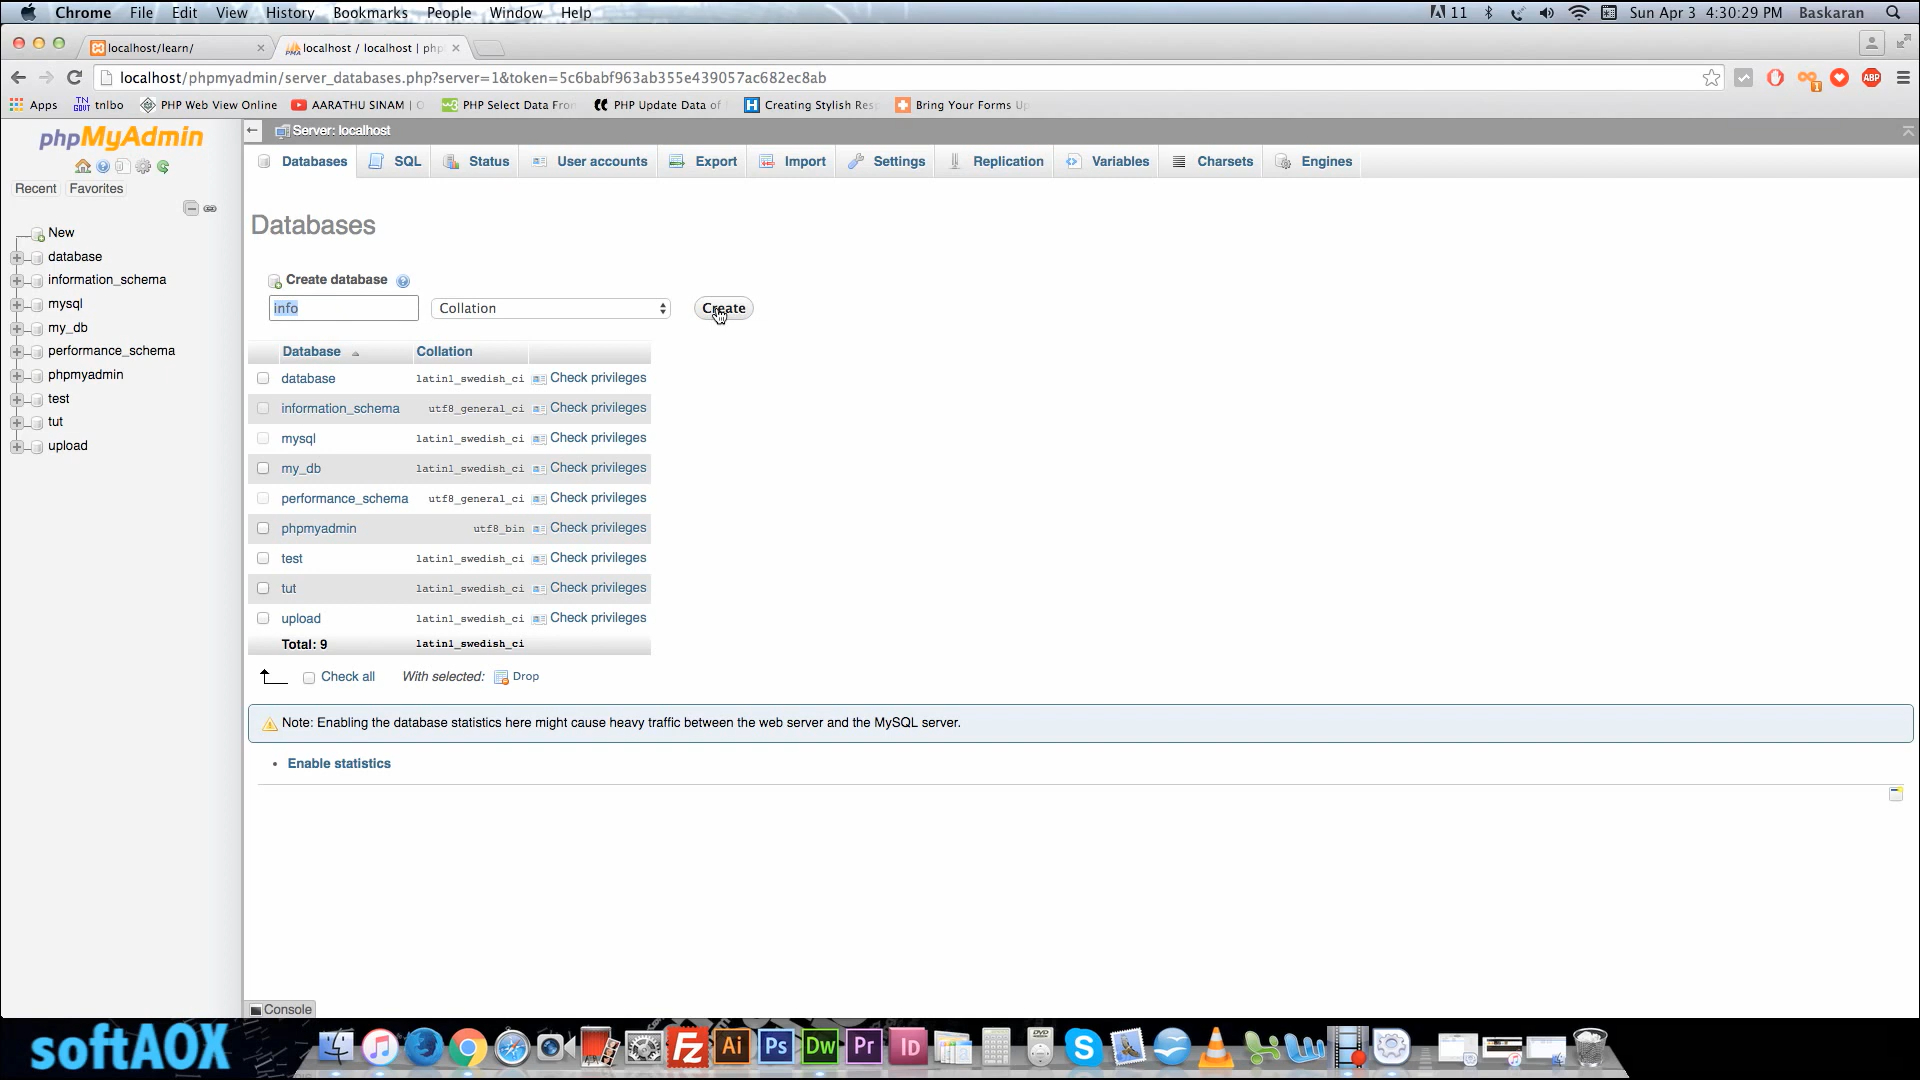 Chrome File Edit View History Bookmarks People Window Help
11 Sun Apr 3 4:30:29 PM Baskaran
localhost/learn/ × localhost / localhost | php ×
localhost/phpmyadmin/server_databases.php?server=1&token=5c6babf963ab355e439057ac682ec8ab
Apps tnlbo PHP Web View Online AARATHU SINAM | PHP Select Data Fro PHP Update Data of Creating Stylish Res Bring Your Forms Up
phpMyAdmin
Recent Favorites
New
database
information_schema
mysql
my_db
performance_schema
phpmyadmin
test
tut
upload
Server: localhost
Databases SQL Status User accounts Export Import Settings Replication Variables Charsets Engines
Databases
Create database
info Collation Create
Database Collation
database latin1_swedish_ci Check privileges
information_schema utf8_general_ci Check privileges
mysql latin1_swedish_ci Check privileges
my_db latin1_swedish_ci Check privileges
performance_schema utf8_general_ci Check privileges
phpmyadmin utf8_bin Check privileges
test latin1_swedish_ci Check privileges
tut latin1_swedish_ci Check privileges
upload latin1_swedish_ci Check privileges
Total: 9 latin1_swedish_ci
Check all With selected: Drop
Note: Enabling the database statistics here might cause heavy traffic between the web server and the MySQL server.
• Enable statistics
Console
softAOX
Fz Ai Ps Dw Pr Id S